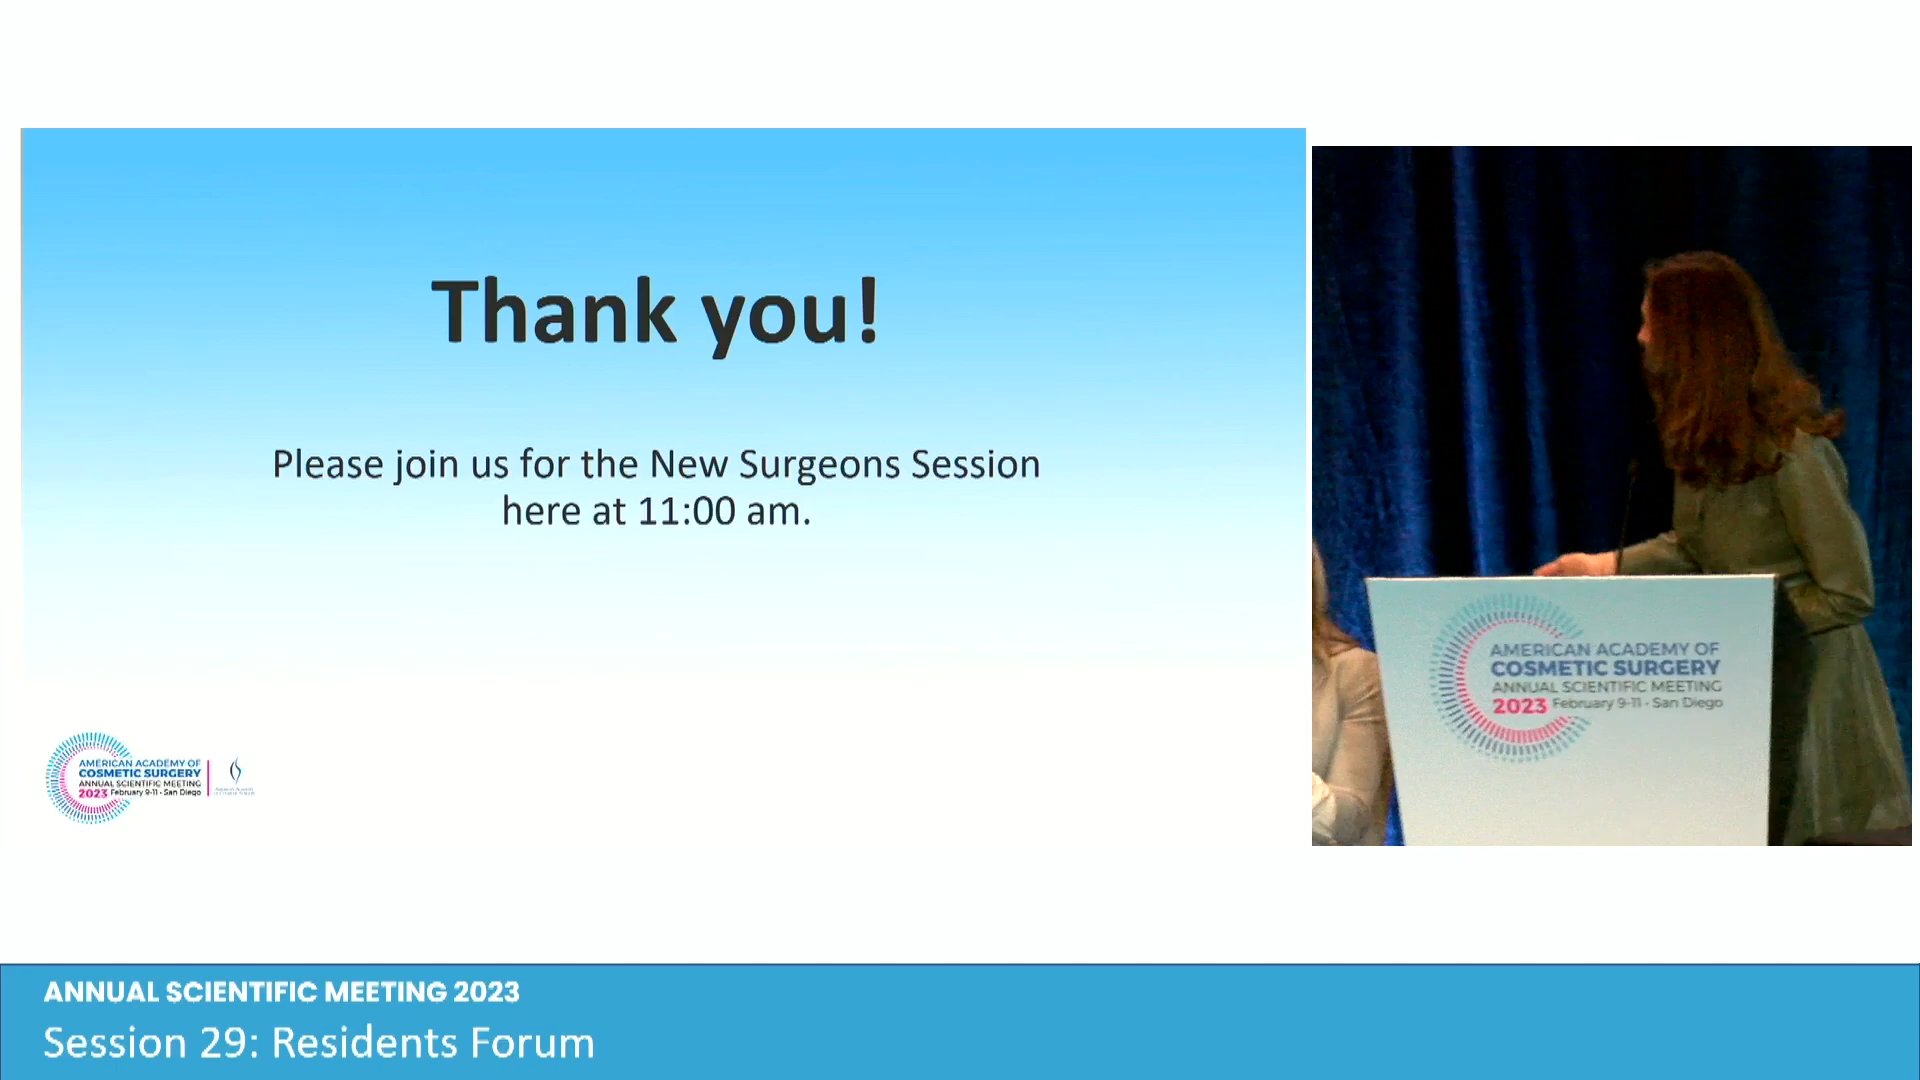 Thank you!
Please join us for the New Surgeons Session
here at 11:00 am.
AMERICAN ACADEMY OF
COSMETIC SURGERY
ANNUAL SCIENTIFIC MEETING
2023 February 9-11 • San Diego
AMERICAN ACADEMY OF
COSMETIC SURGERY
ANNUAL SCIENTIFIC MEETING
2023 February 9-11 • San Diego
ANNUAL SCIENTIFIC MEETING 2023
Session 29: Residents Forum